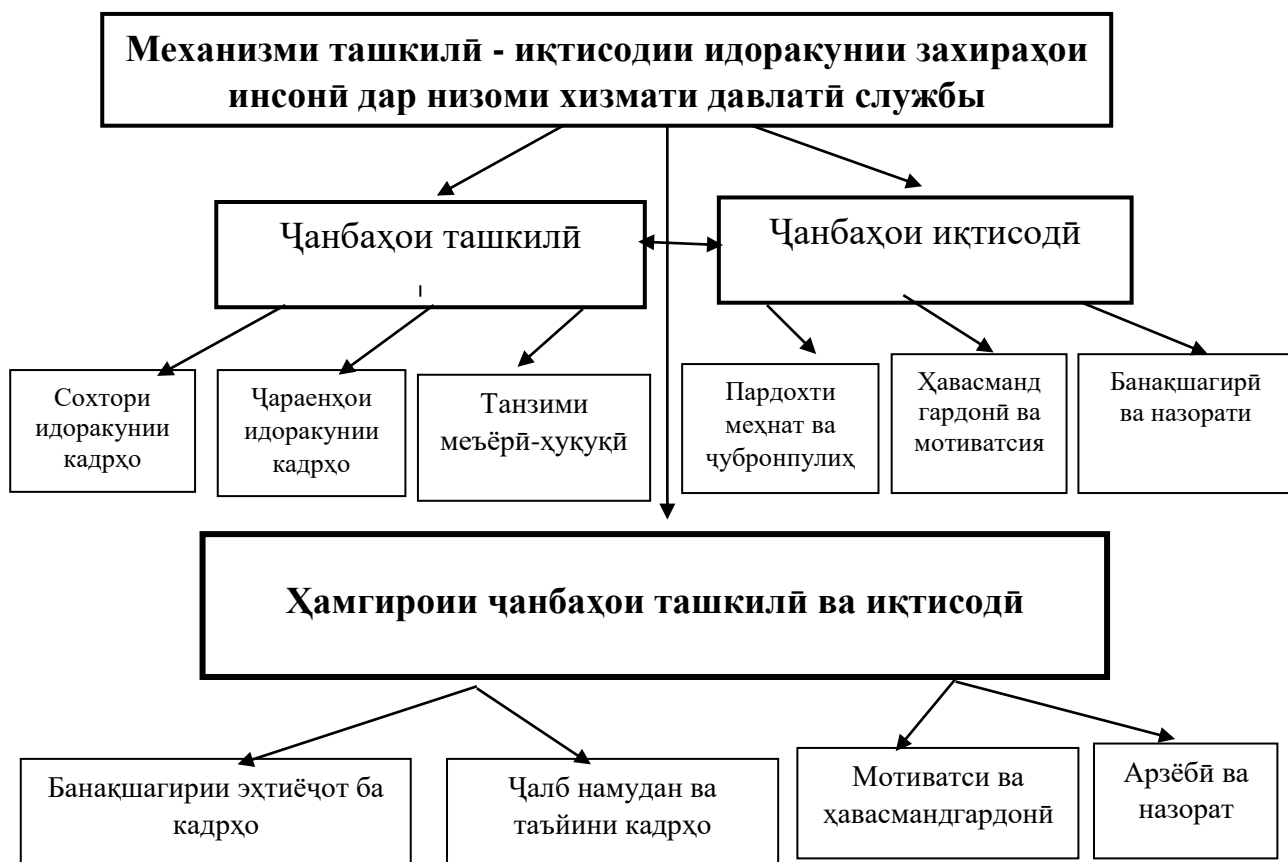 Механизми ташкилӣ - иқтисодии идоракунии захираҳои
инсонӣ дар низоми хизмати давлатӣ службы
Ҷанбаҳои ташкилӣ
Ҷанбаҳои иқтисодӣ
Сохтори
идоракунии
кадрҳо
Ҷараенҳои
идоракунии
кадрҳо
Танзими
меъёрӣ-ҳуқуқӣ
Пардохти
меҳнат ва
ҷубронпулиҳ
Ҳавасманд
гардонӣ ва
мотиватсия
Банақшагирӣ
ва назорати
Ҳамгироии ҷанбаҳои ташкилӣ ва иқтисодӣ
Банақшагирии эҳтиёҷот ба
кадрҳо
Ҷалб намудан ва
таъйини кадрҳо
Мотиватси ва
ҳавасмандгардонӣ
Арзёбӣ ва
назорат